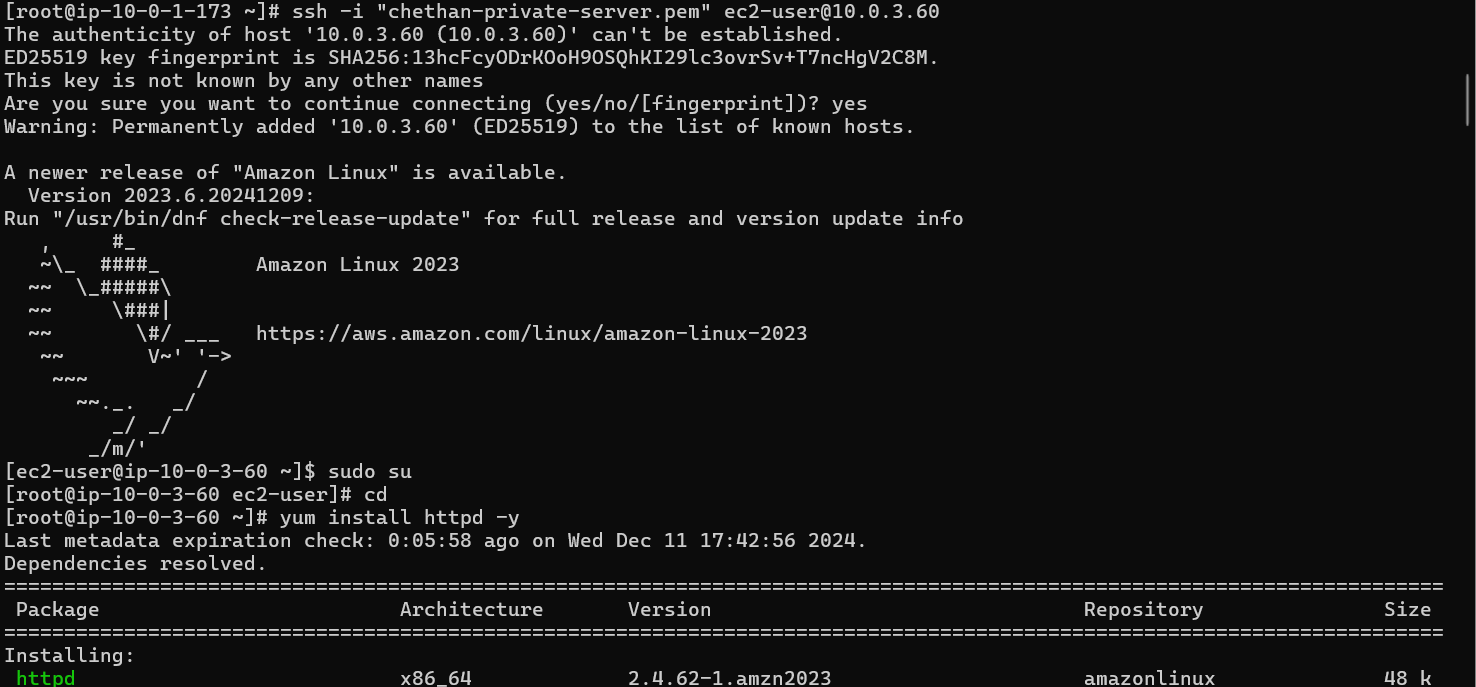 [root@ip-10-0-1-173 ~]# ssh -i "chethan-private-server.pem" ec2-user@10.0.3.60
The authenticity of host '10.0.3.60 (10.0.3.60)' can't be established.
ED25519 key fingerprint is SHA256:13hcFcyODrKOoH9OSQhKI29lc3ovrSv+T7ncHgV2C8M.
This key is not known by any other names
Are you sure you want to continue connecting (yes/no/[fingerprint])? yes
Warning: Permanently added '10.0.3.60' (ED25519) to the list of known hosts.

A newer release of "Amazon Linux" is available.
  Version 2023.6.20241209:
Run "/usr/bin/dnf check-release-update" for full release and version update info
   ,     #_
   ~\_  ####_        Amazon Linux 2023
  ~~  \_#####\
  ~~     \###|
  ~~       \#/ ___   https://aws.amazon.com/linux/amazon-linux-2023
   ~~       V~' '->
    ~~~         /
      ~~._.   _/
         _/ _/
       _/m/'
[ec2-user@ip-10-0-3-60 ~]$ sudo su
[root@ip-10-0-3-60 ec2-user]# cd
[root@ip-10-0-3-60 ~]# yum install httpd -y
Last metadata expiration check: 0:05:58 ago on Wed Dec 11 17:42:56 2024.
Dependencies resolved.
========================================================================================================================
 Package                         Architecture       Version                               Repository               Size
========================================================================================================================
Installing:
 httpd                           x86_64             2.4.62-1.amzn2023                     amazonlinux              48 k